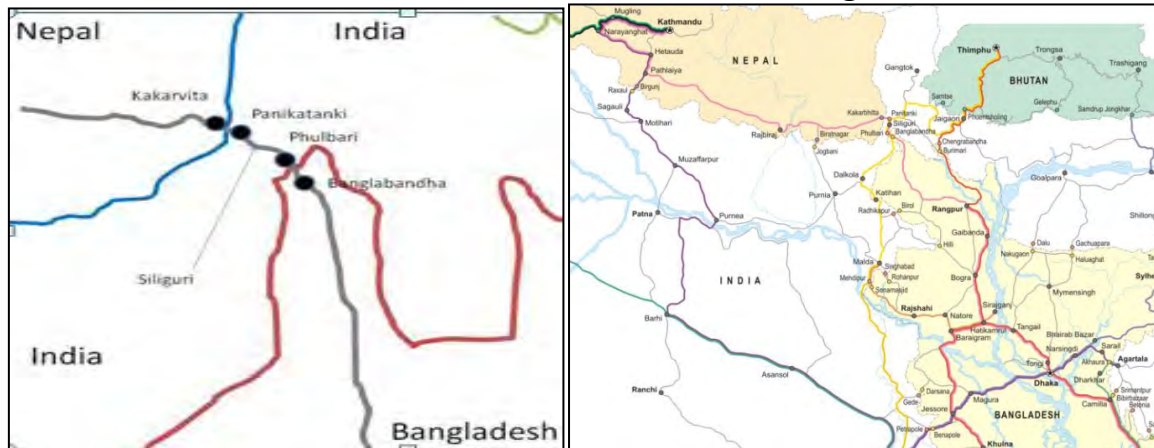 Nepal
India
Kakarvita
Panikatanki
Phulbari
Banglabandha
Siliguri
India
Bangladesh
Mugling
Kathmandu
Narayanghat
Hetauda
Pathlaiya
Birgunj
Rasaul
Sagauli
Motihari
NEPAL
Rajbiraj
Biratnagar
Jogbani
Gangtok
Thimphu
Trongsa
Trashigang
BHUTAN
Samtse
Gelephu
Samdrup Jongkhar
Jaigaon
Phuentsholing
Kakarbhitta
Panitanki
Siliguri
Phulbari
Banglabandha
Chengrabandha
Burimari
Muzaffarpur
Dalkola
Goalpara
Purnia
Katihan
Radhikapur
Birol
Rangpur
Shillong
Patna
Purnea
Gaibanda
Hili
Dalu
Nakugaon
Gachuapara
Haluaghat
Malda
Singhabad
Rohanpur
Mehdipur
Sonamasjid
INDIA
Bogra
Mymensingh
Sylhe
Rajshahi
Natore
Sirajganj
Barhi
Hatikamrul
Baraigram
Tangail
Bhairab Bazar
Narsingdi
Sarail
Tongi
Akhaura
Agartala
Asansol
Dhaka
Dharkhar
Ranchi
Darsana
Gede
Magura
Srimantpur
Bibirbazaar
Belonia
Jessore
Camilla
BANGLADESH
Petrapole
Benapole
Khulna